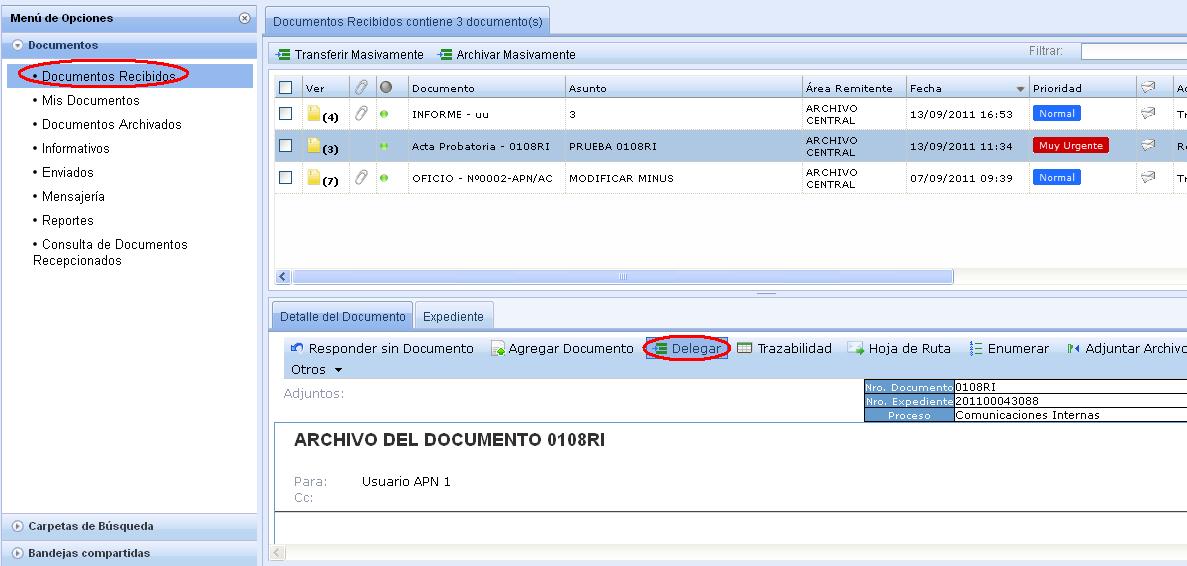 Menú de Opciones
Documentos
• Documentos Recibidos
• Mis Documentos
• Documentos Archivados
• Informativos
• Enviados
• Mensajería
• Reportes
• Consulta de Documentos
Recepcionados
Carpetas de Búsqueda
Bandejas compartidas
Documentos Recibidos contiene 3 documento(s)
Transferir Masivamente Archivar Masivamente Filtrar:
Ver Documento Asunto Área Remitente Fecha Prioridad
(4) INFORME - uu 3 ARCHIVO CENTRAL 13/09/2011 16:53 Normal
(3) Acta Probatoria - 0108RI PRUEBA 0108RI ARCHIVO CENTRAL 13/09/2011 11:34 Muy Urgente
(7) OFICIO - Nº0002-APN/AC MODIFICAR MINUS ARCHIVO CENTRAL 07/09/2011 09:39 Normal
Detalle del Documento Expediente
Responder sin Documento Agregar Documento Delegar Trazabilidad Hoja de Ruta Enumerar Adjuntar Archivo
Otros
Adjuntos:
Nro. Documento 0108RI
Nro. Expediente 201100043088
Proceso Comunicaciones Internas
ARCHIVO DEL DOCUMENTO 0108RI
Para: Usuario APN 1
Cc: